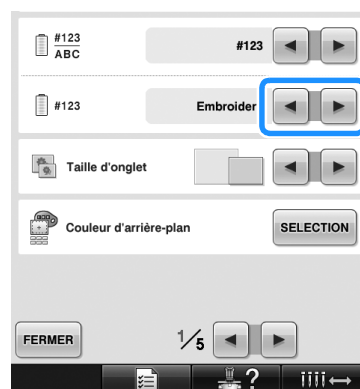 #123
ABC
#123
#123
Embroider
Taille d'onglet
Couleur d'arrière-plan
SELECTION
FERMER
1/5
?